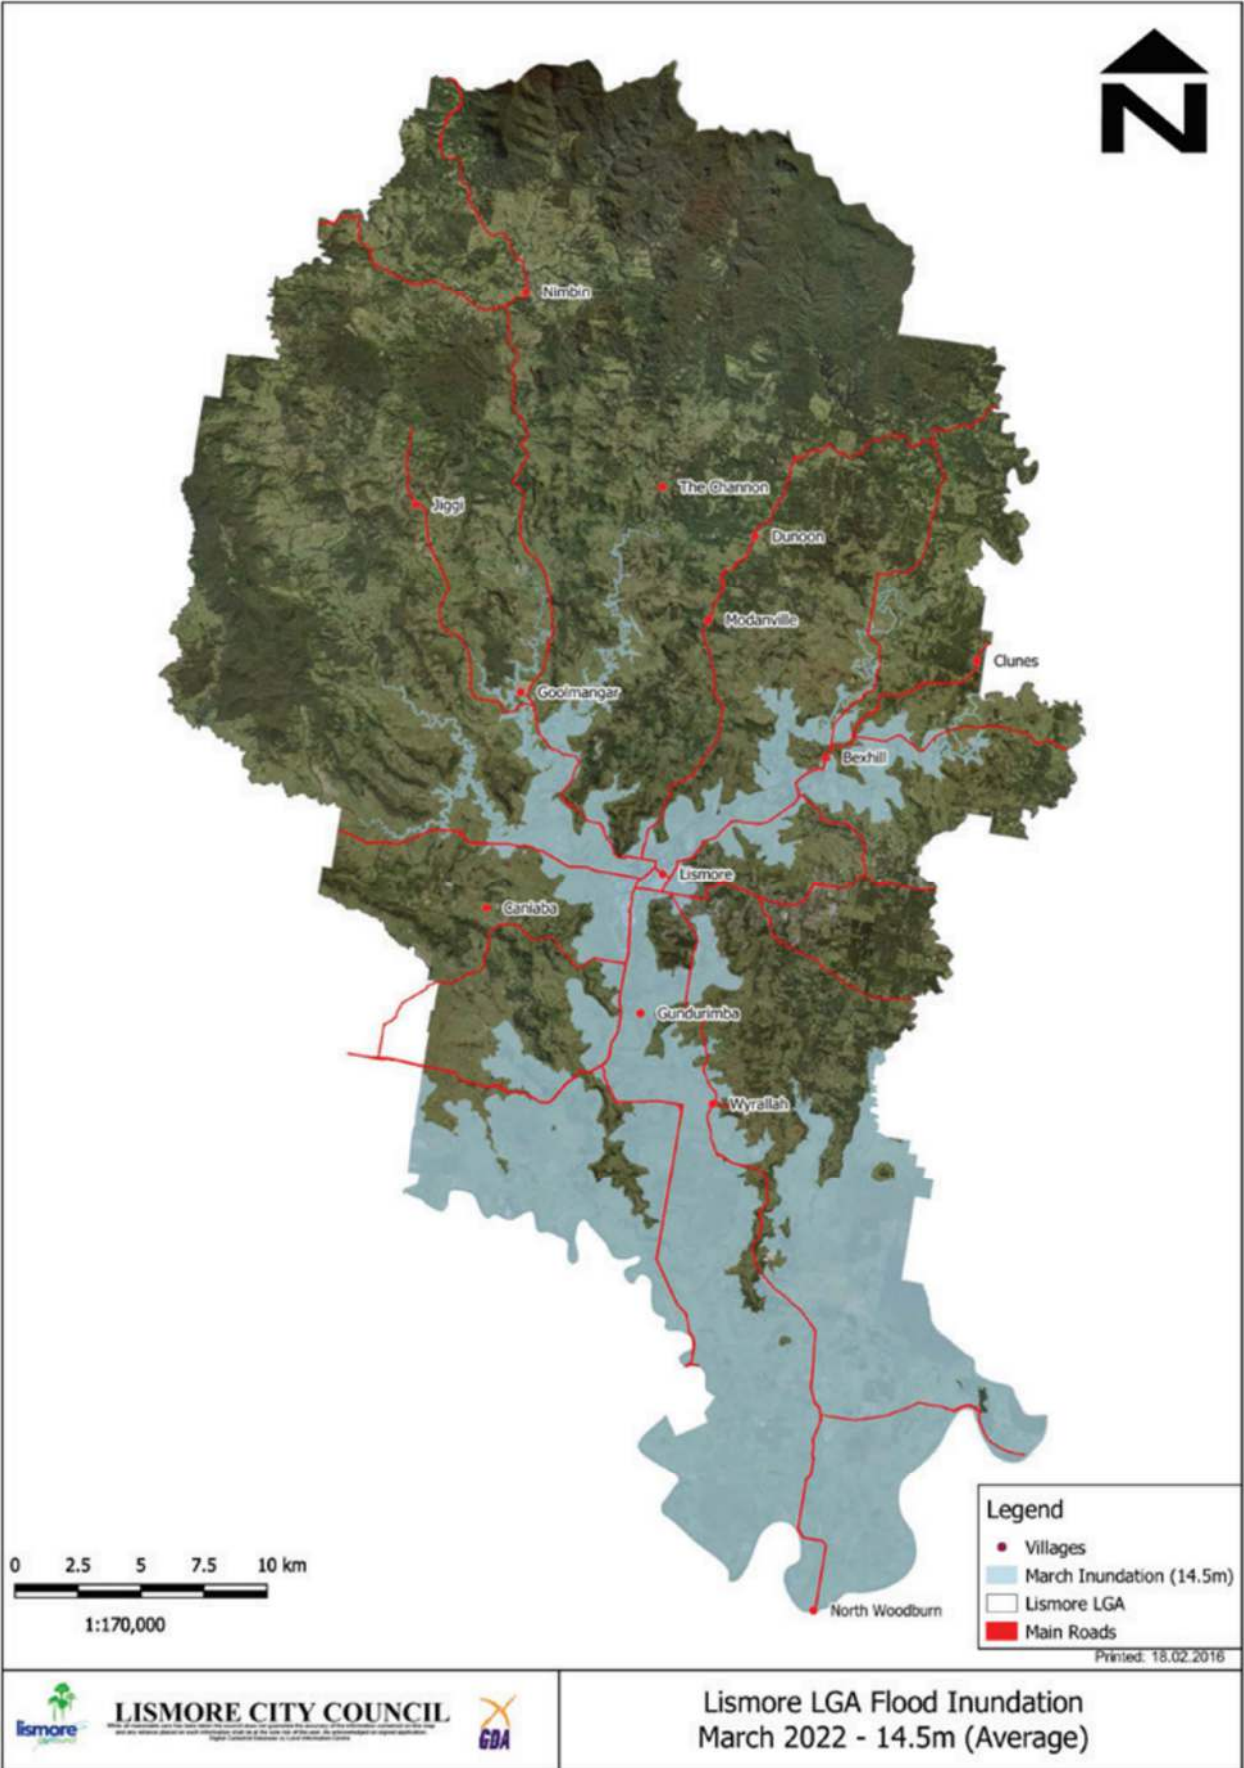 N
Nimbin
The Channon
Jiggi
Dunoon
Modanville
Clunes
Goolmangar
Bexhill
Lismore
Caniaba
Gundurimba
Wyrallah
North Woodburn
0 2.5 5 7.5 10 km
1:170,000
Legend
Villages
March Inundation (14.5m)
Lismore LGA
Main Roads
Printed: 18.02.2016
lismore
LISMORE CITY COUNCIL
GDA
Lismore LGA Flood Inundation
March 2022 - 14.5m (Average)